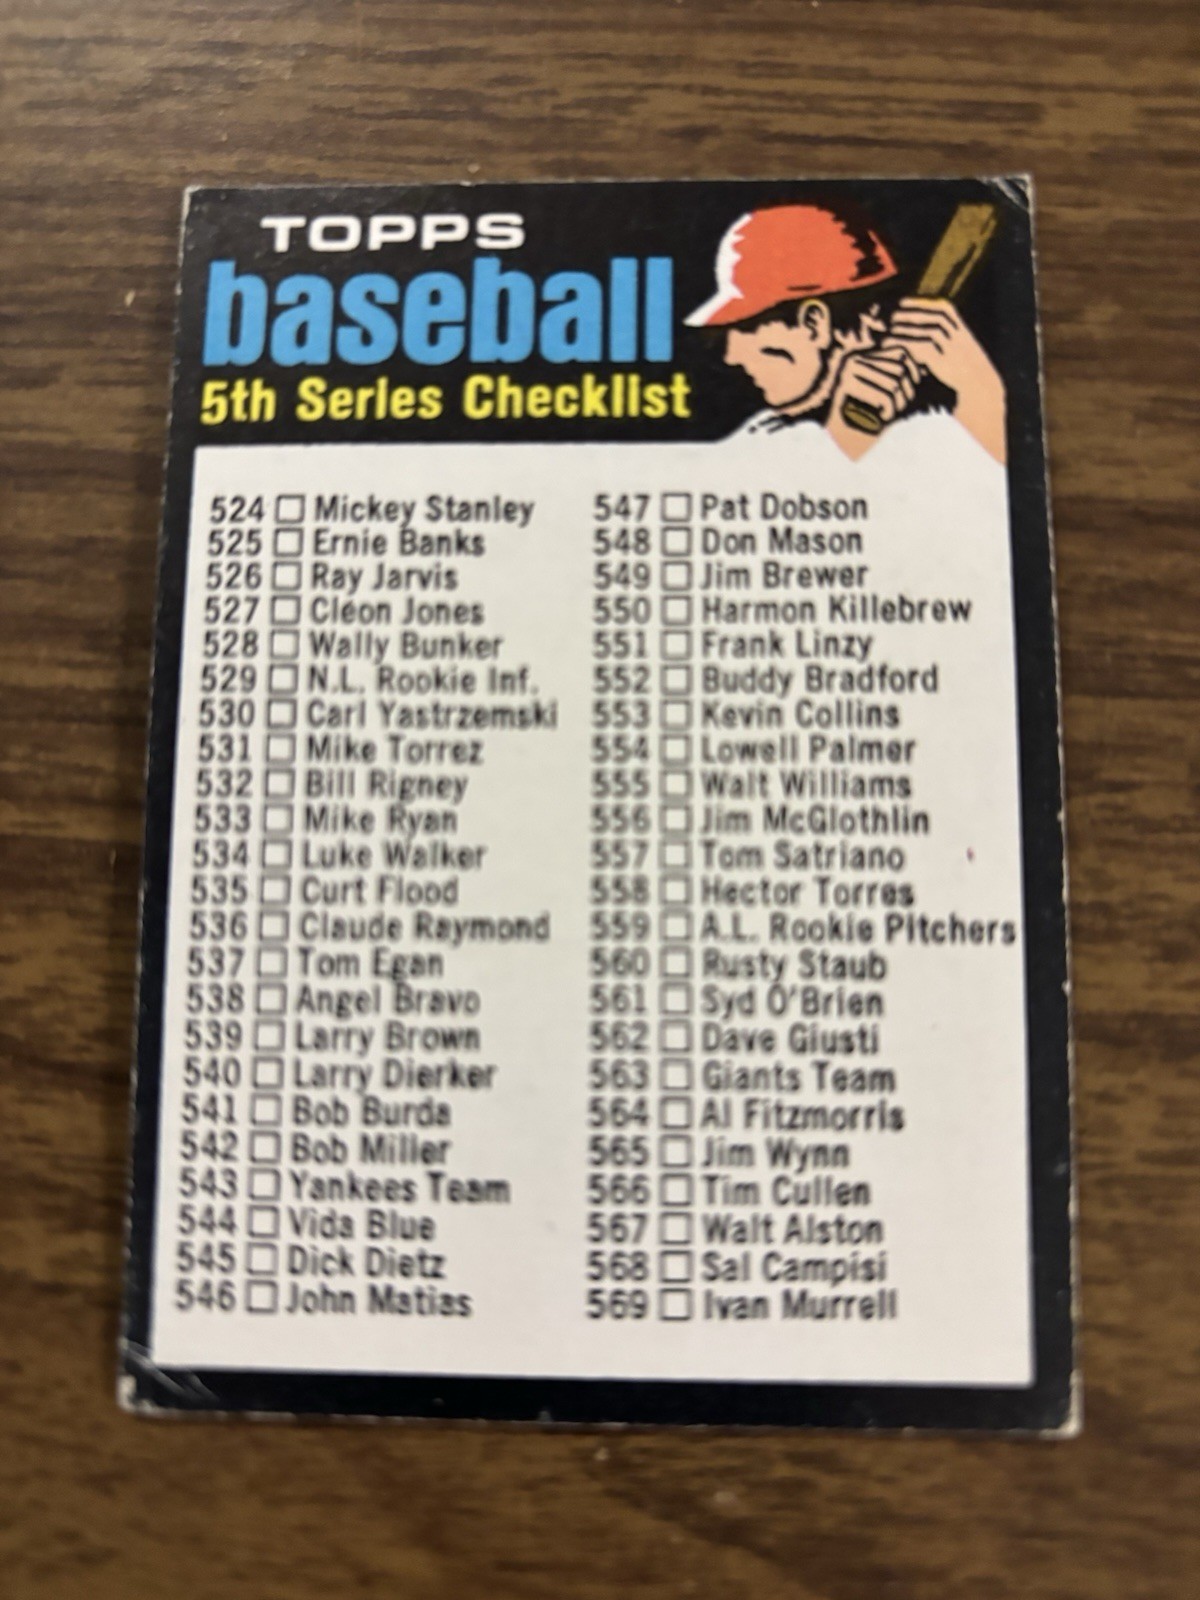 TOPPS
baseball
5th Series Checklist
524 Mickey Stanley
525 Ernie Banks
526 Ray Jarvis
527 Cleon Jones
528 Wally Bunker
529 N.L. Rookie Inf.
530 Carl Yastrzemski
531 Mike Torrez
532 Bill Rigney
533 Mike Ryan
534 Luke Walker
535 Curt Flood
536 Claude Raymond
537 Tom Egan
538 Angel Bravo
539 Larry Brown
540 Larry Dierker
541 Bob Burda
542 Bob Miller
543 Yankees Team
544 Vida Blue
545 Dick Dietz
546 John Matias
547 Pat Dobson
548 Don Mason
549 Jim Brewer
550 Harmon Killebrew
551 Frank Linzy
552 Buddy Bradford
553 Kevin Collins
554 Lowell Palmer
555 Walt Williams
556 Jim McGlothlin
557 Tom Satriano
558 Hector Torres
559 A.L. Rookie Pitchers
560 Rusty Staub
561 Syd O'Brien
562 Dave Giusti
563 Giants Team
564 Al Fitzmorris
565 Jim Wynn
566 Tim Cullen
567 Walt Alston
568 Sal Campisi
569 Ivan Murrell